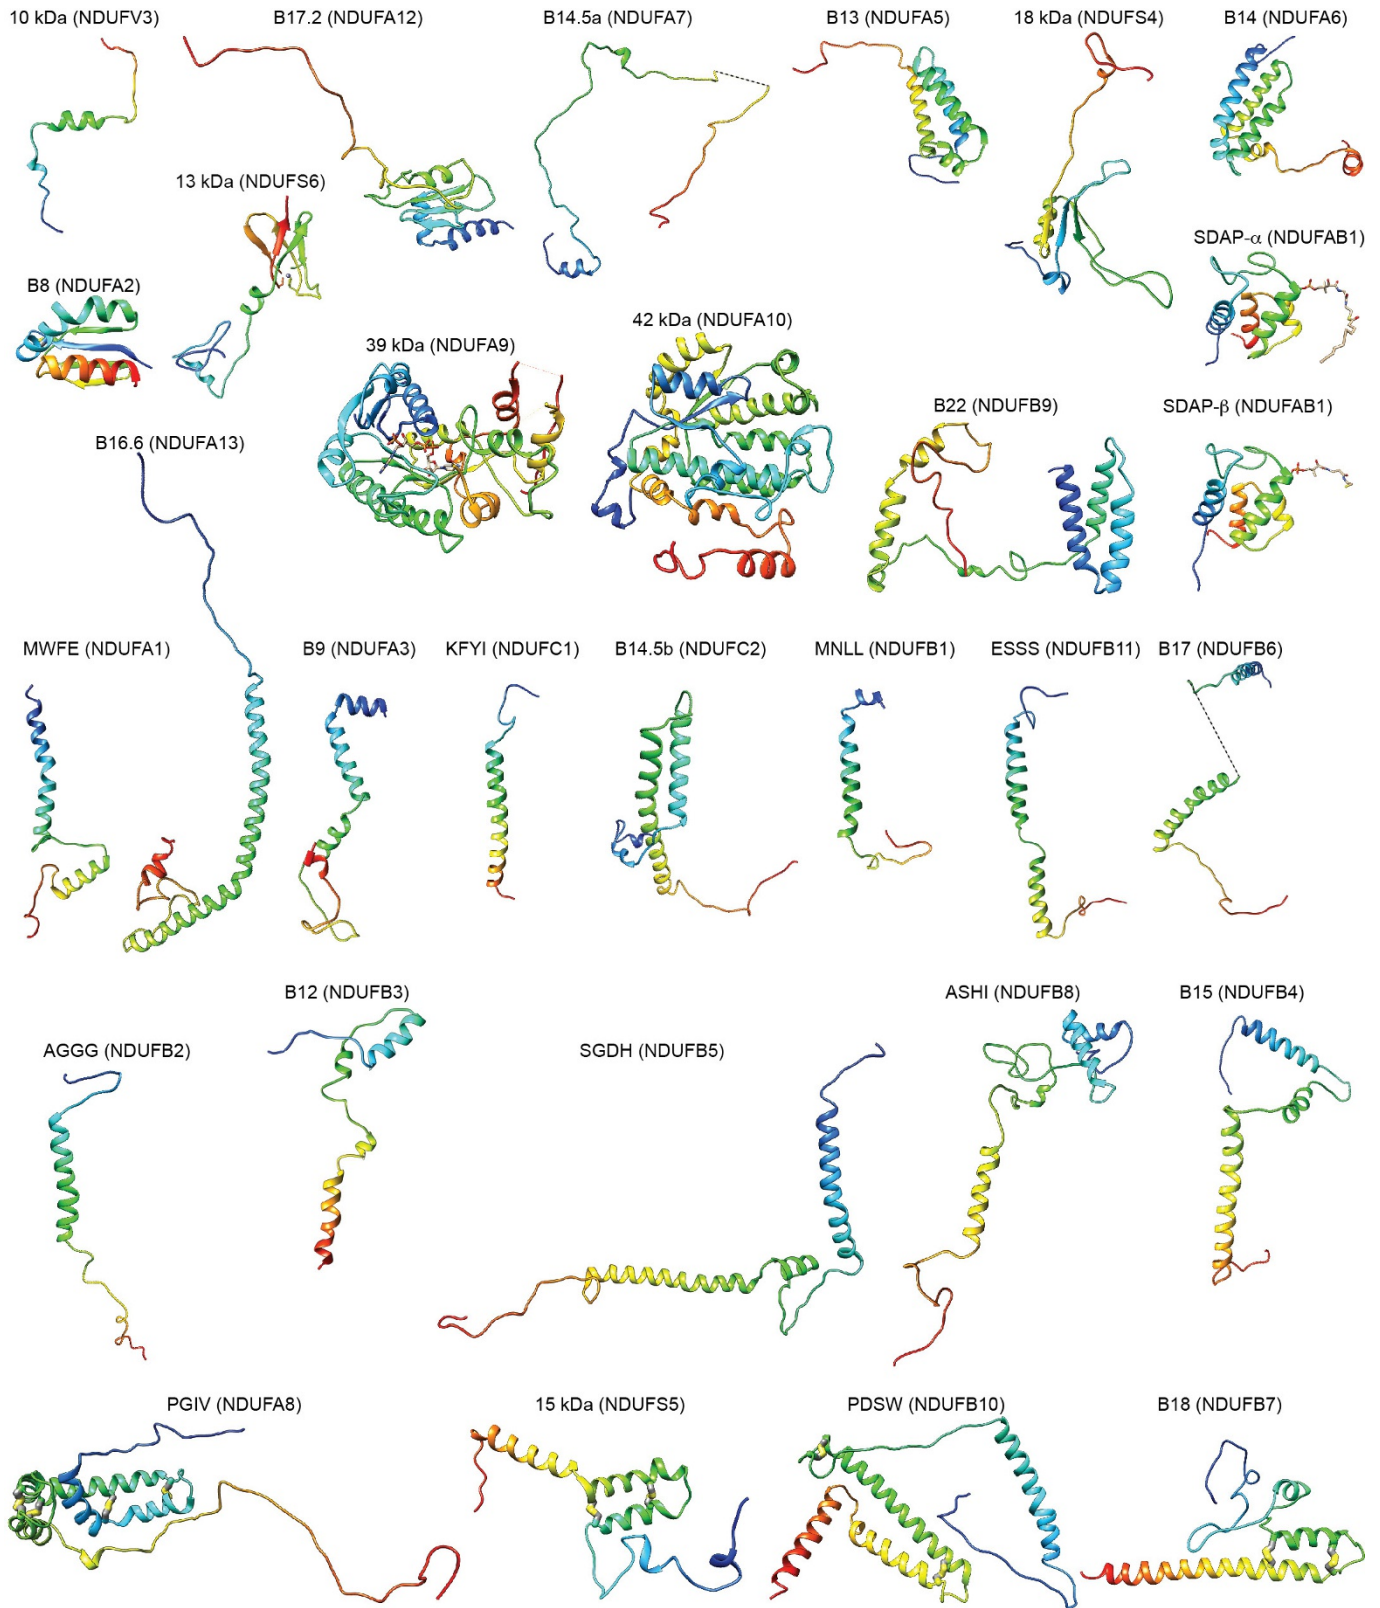 10 kDa (NDUFV3)
B17.2 (NDUFA12)
B14.5a (NDUFA7)
B13 (NDUFA5)
18 kDa (NDUFS4)
B14 (NDUFA6)
13 kDa (NDUFS6)
SDAP-α (NDUFAB1)
B8 (NDUFA2)
39 kDa (NDUFA9)
42 kDa (NDUFA10)
B22 (NDUFB9)
SDAP-β (NDUFAB1)
B16.6 (NDUFA13)
MWFE (NDUFA1)
B9 (NDUFA3)
KFYI (NDUFC1)
B14.5b (NDUFC2)
MNLL (NDUFB1)
ESSS (NDUFB11)
B17 (NDUFB6)
AGGG (NDUFB2)
B12 (NDUFB3)
SGDH (NDUFB5)
ASHI (NDUFB8)
B15 (NDUFB4)
PGIV (NDUFA8)
15 kDa (NDUFS5)
PDSW (NDUFB10)
B18 (NDUFB7)